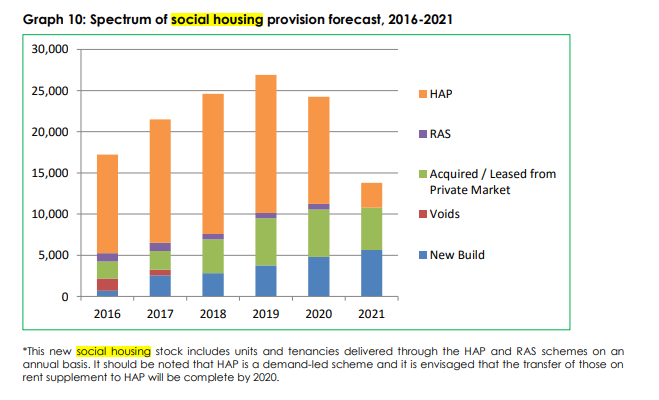 Graph 10: Spectrum of social housing provision forecast, 2016-2021
30,000
25,000
20,000
15,000
10,000
5,000
0
2016 2017 2018 2019 2020 2021
HAP
RAS
Acquired / Leased from
Private Market
Voids
New Build
*This new social housing stock includes units and tenancies delivered through the HAP and RAS schemes on an
annual basis. It should be noted that HAP is a demand-led scheme and it is envisaged that the transfer of those on
rent supplement to HAP will be complete by 2020.